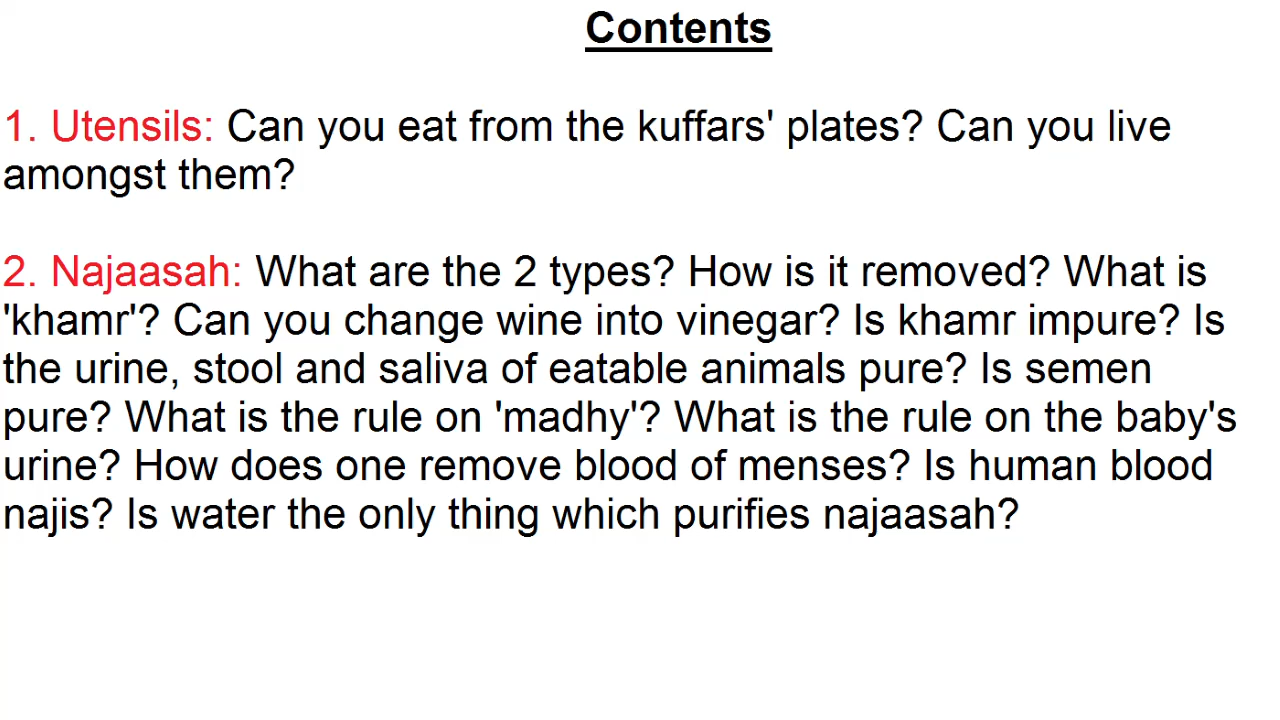 Contents
1. Utensils: Can you eat from the kuffars' plates? Can you live
amongst them?
2. Najaasah: What are the 2 types? How is it removed? What is
'khamr'? Can you change wine into vinegar? Is khamr impure? Is
the urine, stool and saliva of eatable animals pure? Is semen
pure? What is the rule on 'madhy'? What is the rule on the baby's
urine? How does one remove blood of menses? Is human blood
najis? Is water the only thing which purifies najaasah?